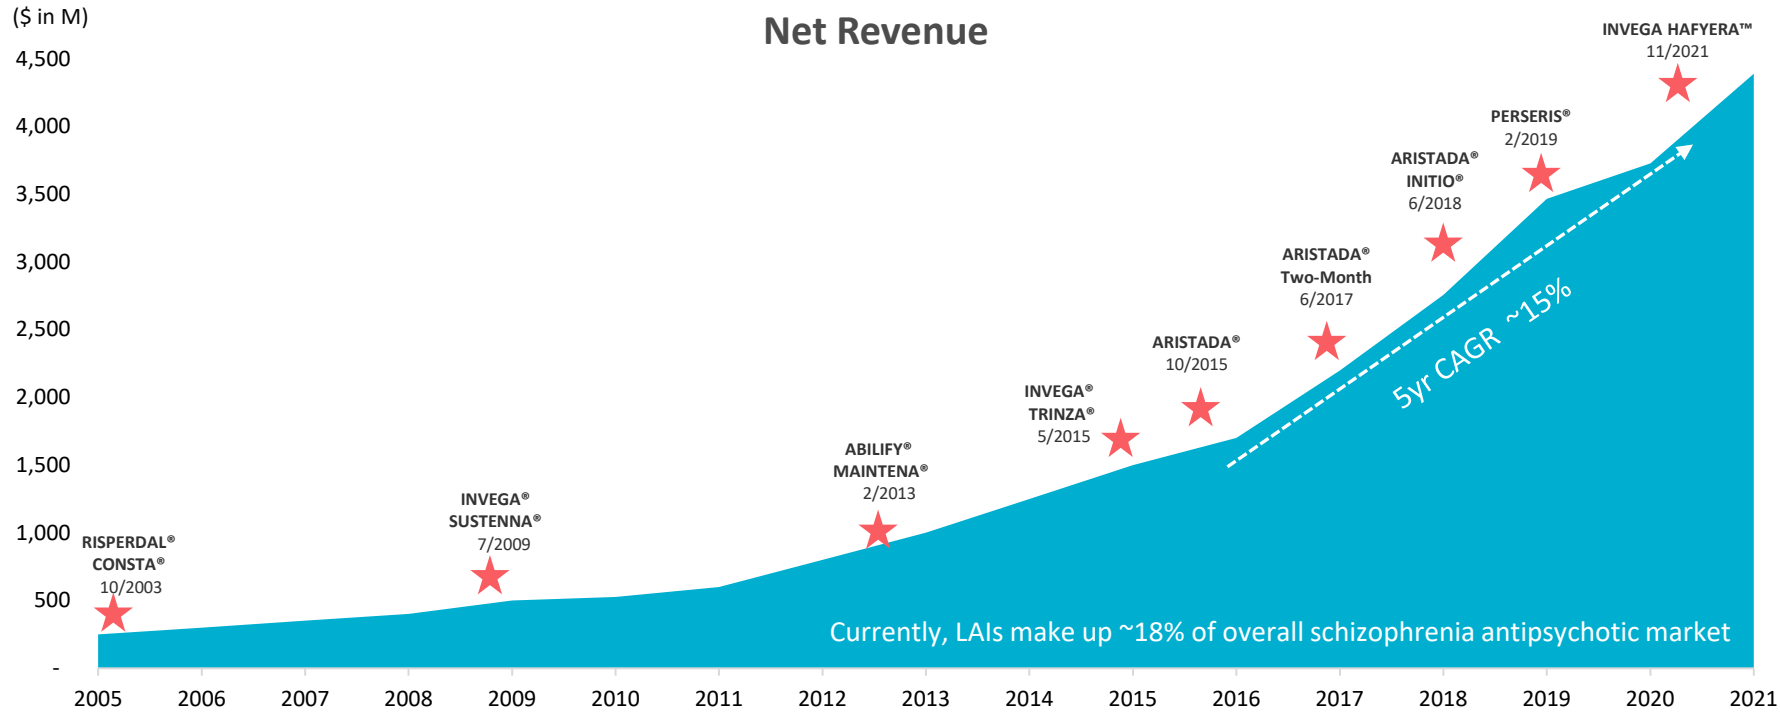 ($ in M)
Net Revenue
4,500
4,000
3,500
3,000
2,500
2,000
1,500
1,000
500
-
RISPERDAL®
CONSTA®
10/2003
INVEGA®
SUSTENNA®
7/2009
ABILIFY®
MAINTENA®
2/2013
INVEGA®
TRINZA®
5/2015
ARISTADA®
10/2015
ARISTADA®
Two-Month
6/2017
ARISTADA®
INITIO®
6/2018
PERSERIS®
2/2019
INVEGA HAFYERA™
11/2021
5yr CAGR ~15%
Currently, LAIs make up ~18% of overall schizophrenia antipsychotic market
2005 2006 2007 2008 2009 2010 2011 2012 2013 2014 2015 2016 2017 2018 2019 2020 2021